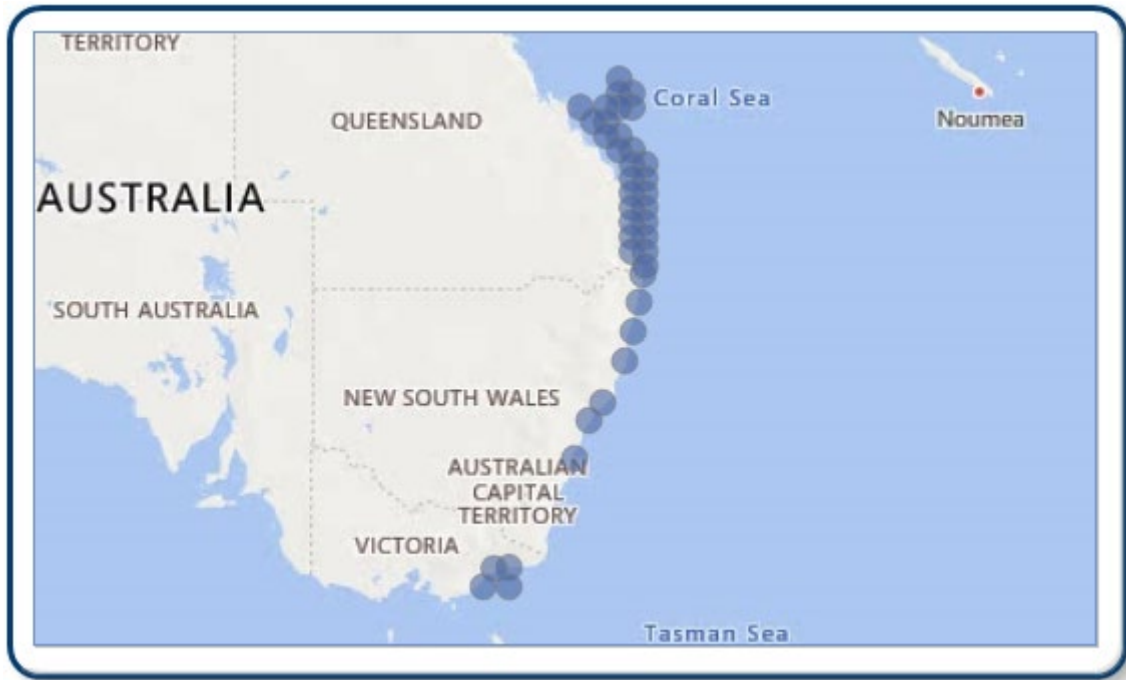 TERRITORY
Coral Sea
QUEENSLAND
Noumea
AUSTRALIA
SOUTH AUSTRALIA
NEW SOUTH WALES
AUSTRALIAN
CAPITAL
TERRITORY
VICTORIA
Tasman Sea